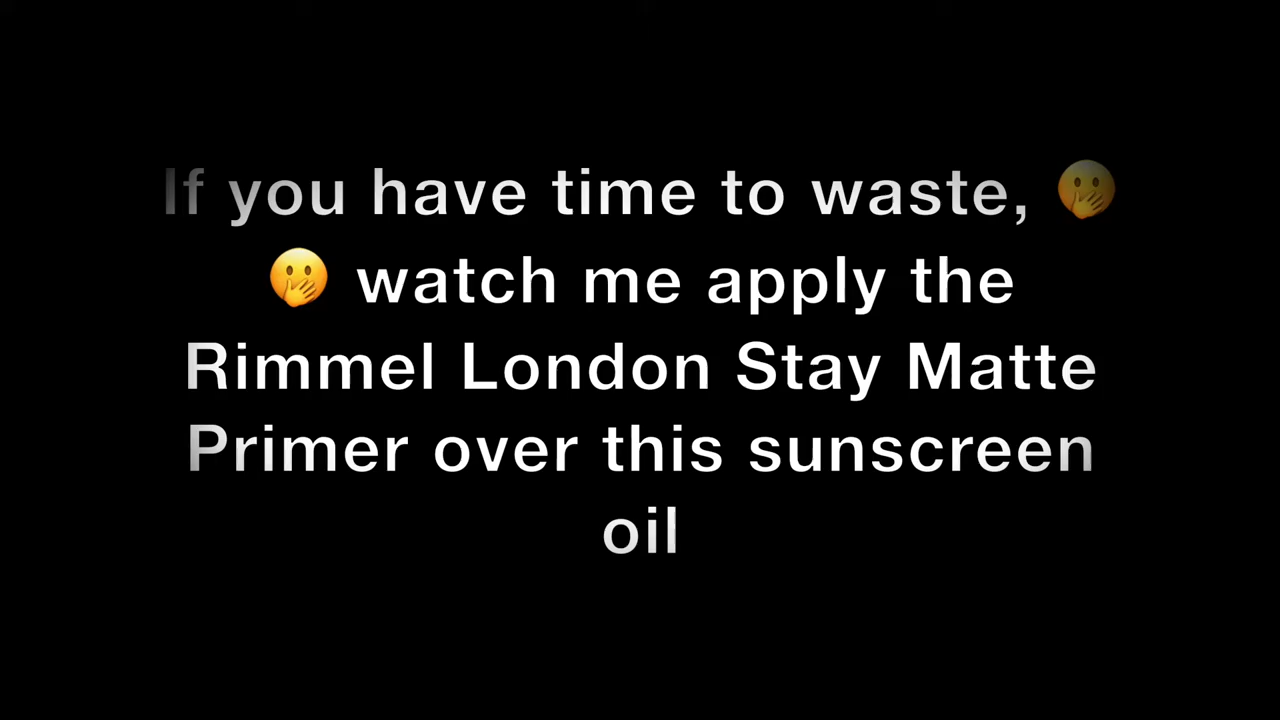 If you have time to waste, 🤭
🤭 watch me apply the
Rimmel London Stay Matte
Primer over this sunscreen
oil